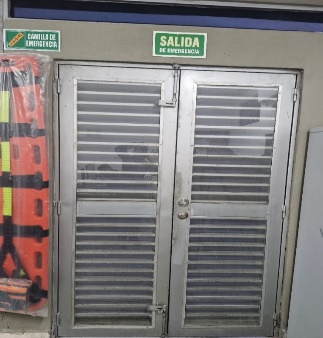 CAMILLA DE
EMERGENCIA
SALIDA
DE EMERGENCIA